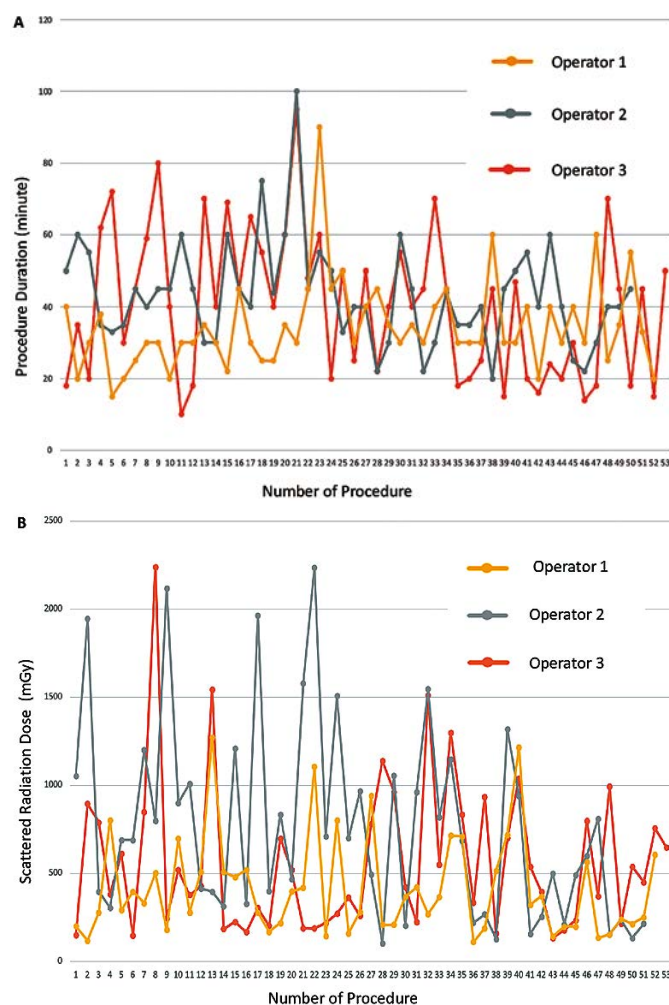 A
120
Operator 1
100
Operator 2
80
Operator 3
60
40
20
0
Procedure Duration (minute)
1 2 3 4 5 6 7 8 9 10 11 12 13 14 15 16 17 18 19 20 21 22 23 24 25 26 27 28 29 30 31 32 33 34 35 36 37 38 39 40 41 42 43 44 45 46 47 48 49 50 51 52 53
Number of Procedure
B
2500
Operator 1
2000
Operator 2
Operator 3
1500
1000
500
0
Scattered Radiation Dose (mGy)
1 2 3 4 5 6 7 8 9 10 11 12 13 14 15 16 17 18 19 20 21 22 23 24 25 26 27 28 29 30 31 32 33 34 35 36 37 38 39 40 41 42 43 44 45 46 47 48 49 50 51 52 53
Number of Procedure